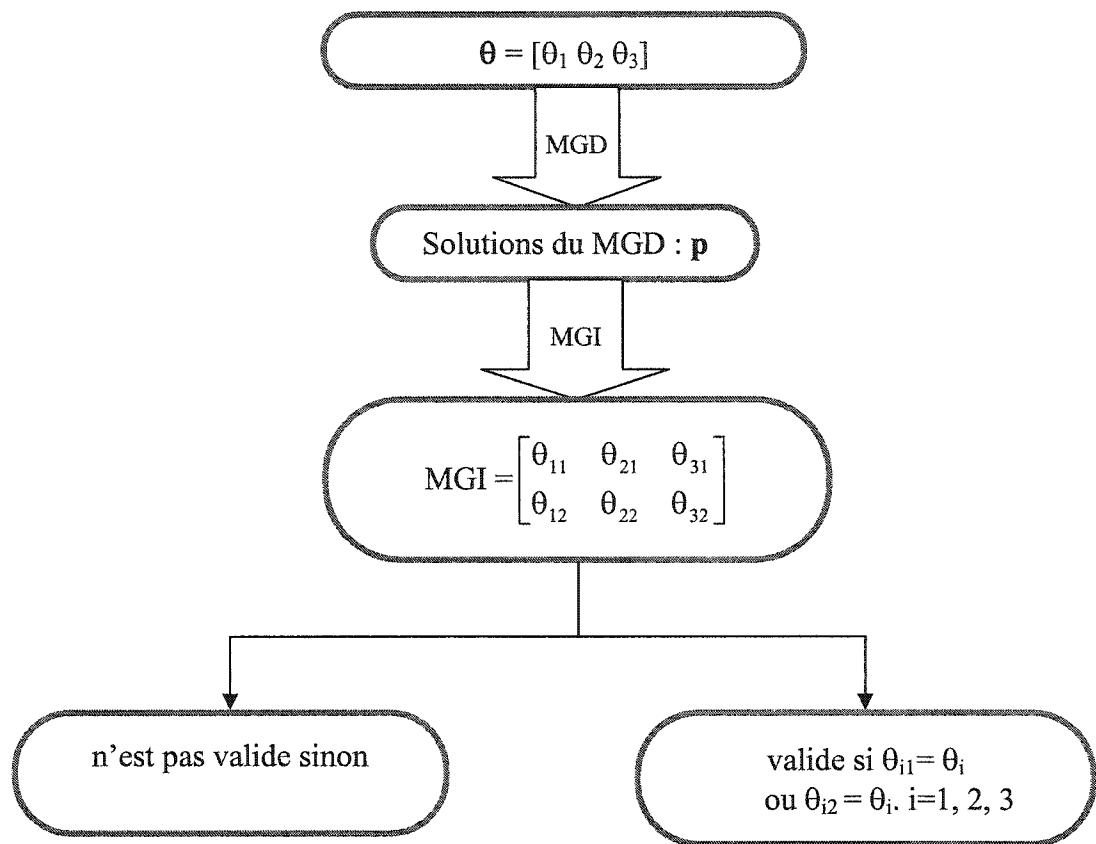 θ = [θ₁ θ₂ θ₃]
MGD
Solutions du MGD : p
MGI
MGI = [θ₁₁ θ₂₁ θ₃₁
θ₁₂ θ₂₂ θ₃₂]
n'est pas valide sinon
valide si θᵢ₁= θᵢ
ou θᵢ₂ = θᵢ. i=1, 2, 3